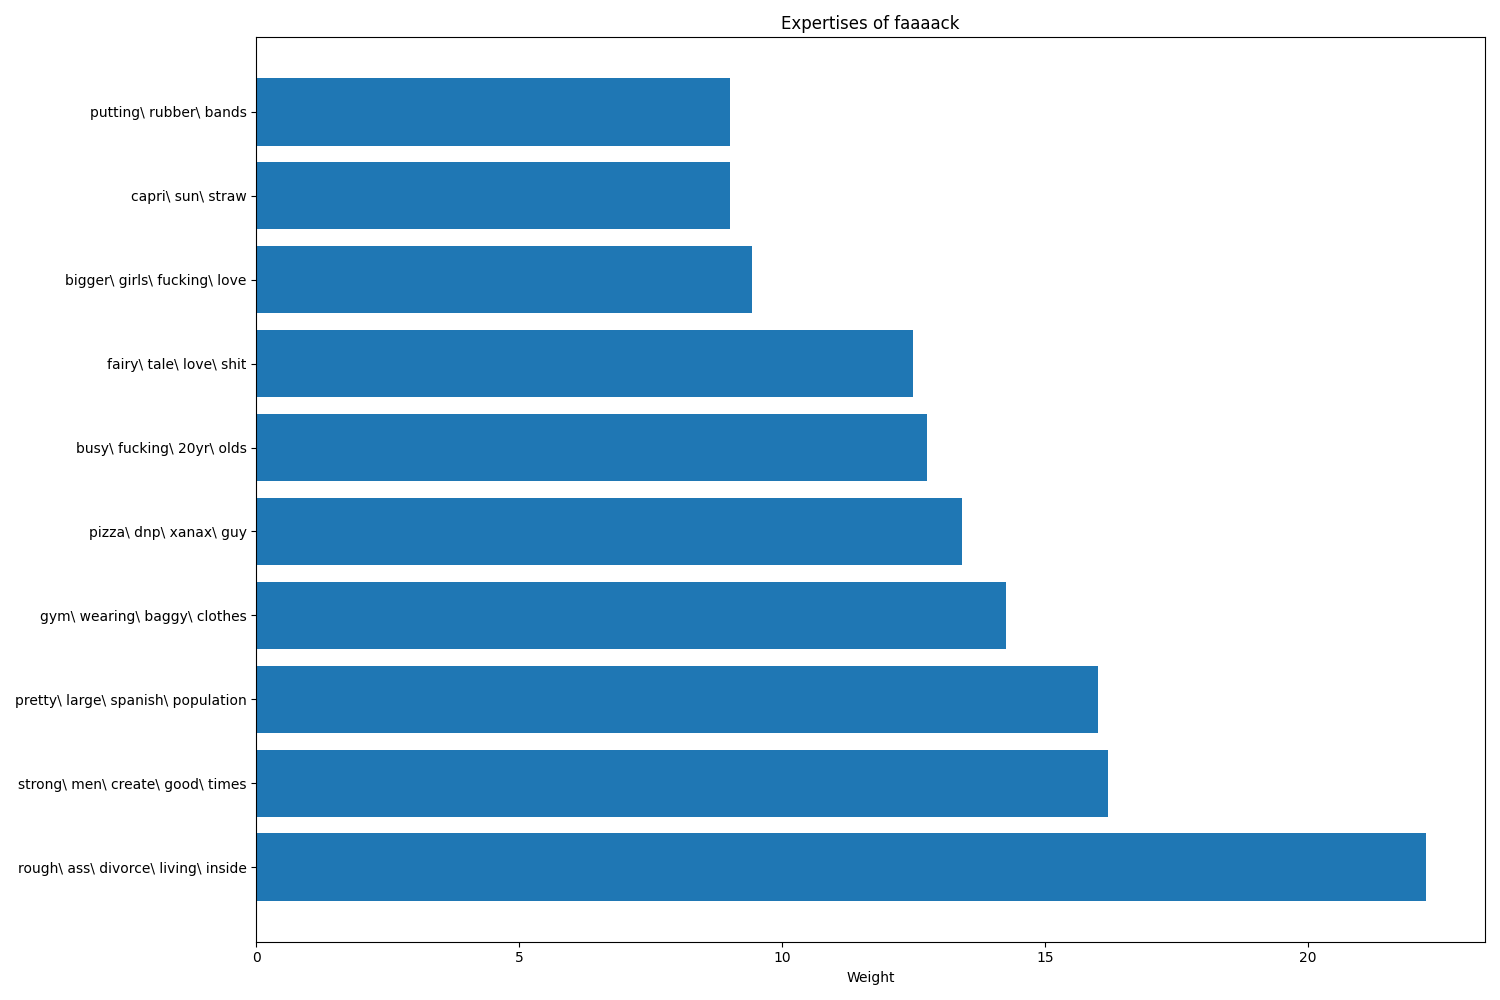 Expertises of faaaack
putting\ rubber\ bands
capri\ sun\ straw
bigger\ girls\ fucking\ love
fairy\ tale\ love\ shit
busy\ fucking\ 20yr\ olds
pizza\ dnp\ xanax\ guy
gym\ wearing\ baggy\ clothes
pretty\ large\ spanish\ population
strong\ men\ create\ good\ times
rough\ ass\ divorce\ living\ inside
0 5 10 15 20
Weight